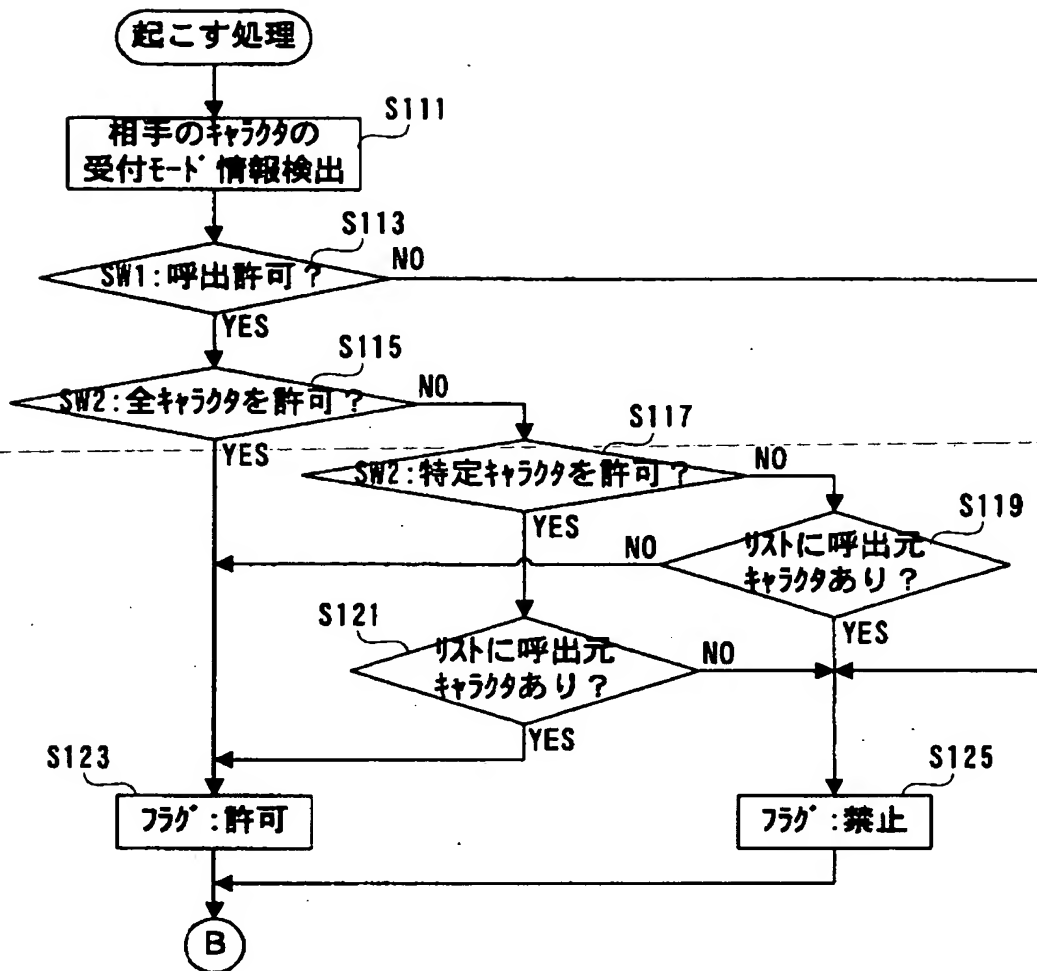 起こす処理
S111
相手のｷｬﾗｸﾀの
受付ﾓｰﾄﾞ情報検出
S113
SW1:呼出許可?
NO
YES
S115
SW2:全ｷｬﾗｸﾀを許可?
NO
YES
S117
SW2:特定ｷｬﾗｸﾀを許可?
NO
YES
S119
ﾘｽﾄに呼出元
ｷｬﾗｸﾀあり?
NO
YES
S121
ﾘｽﾄに呼出元
ｷｬﾗｸﾀあり?
NO
YES
S123
ﾌﾗｸﾞ:許可
S125
ﾌﾗｸﾞ:禁止
B